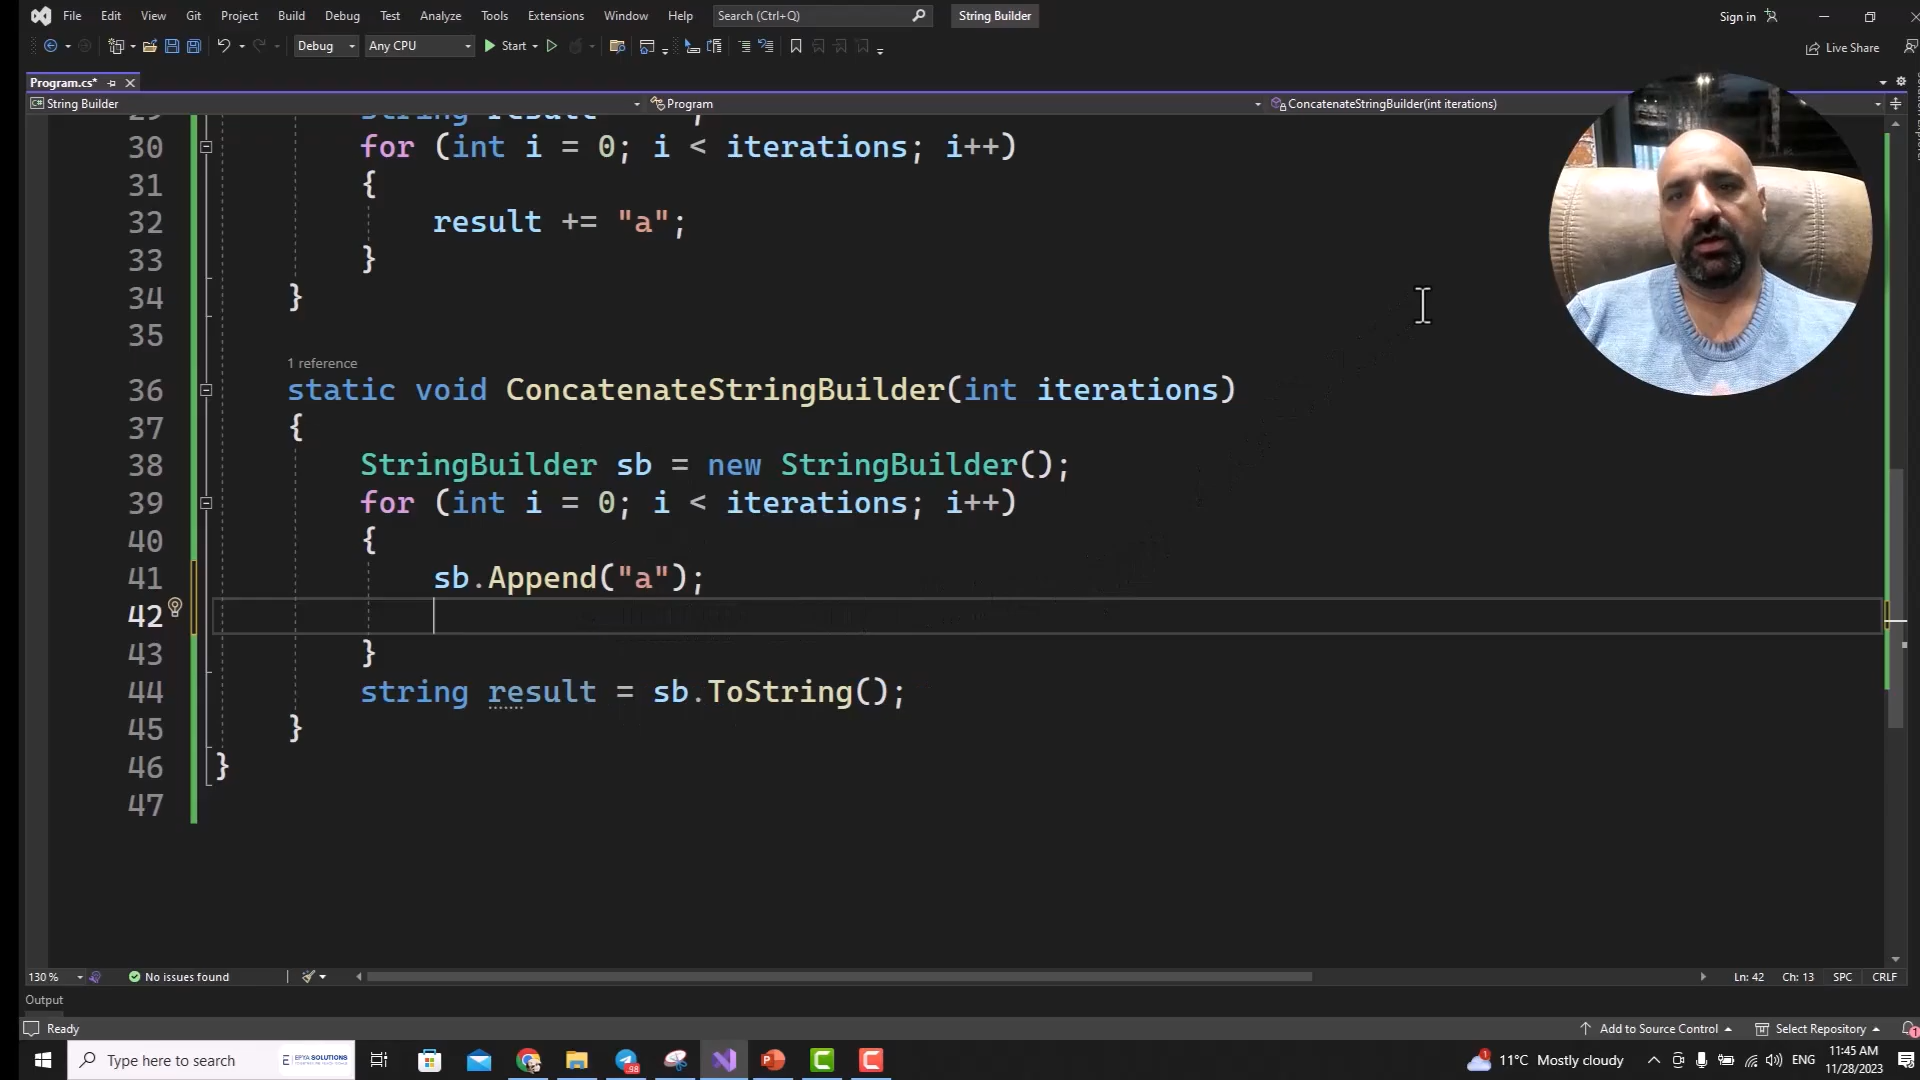 File Edit View Git Project Build Debug Test Analyze Tools Extensions Window Help Search (Ctrl+Q) String Builder Sign in
Debug Any CPU Start Live Share
Program.cs*
String Builder Program ConcatenateStringBuilder(int iterations)
30 for (int i = 0; i < iterations; i++)
31 {
32 result += "a";
33 }
34 }
35
1 reference
36 static void ConcatenateStringBuilder(int iterations)
37 {
38 StringBuilder sb = new StringBuilder();
39 for (int i = 0; i < iterations; i++)
40 {
41 sb.Append("a");
42
43 }
44 string result = sb.ToString();
45 }
46 }
47
130 % No issues found Ln: 42 Ch: 13 SPC CRLF
Output
Ready Add to Source Control Select Repository 1
Type here to search EFYA SOLUTIONS 98 1 11°C Mostly cloudy ENG 11:45 AM
11/28/2023